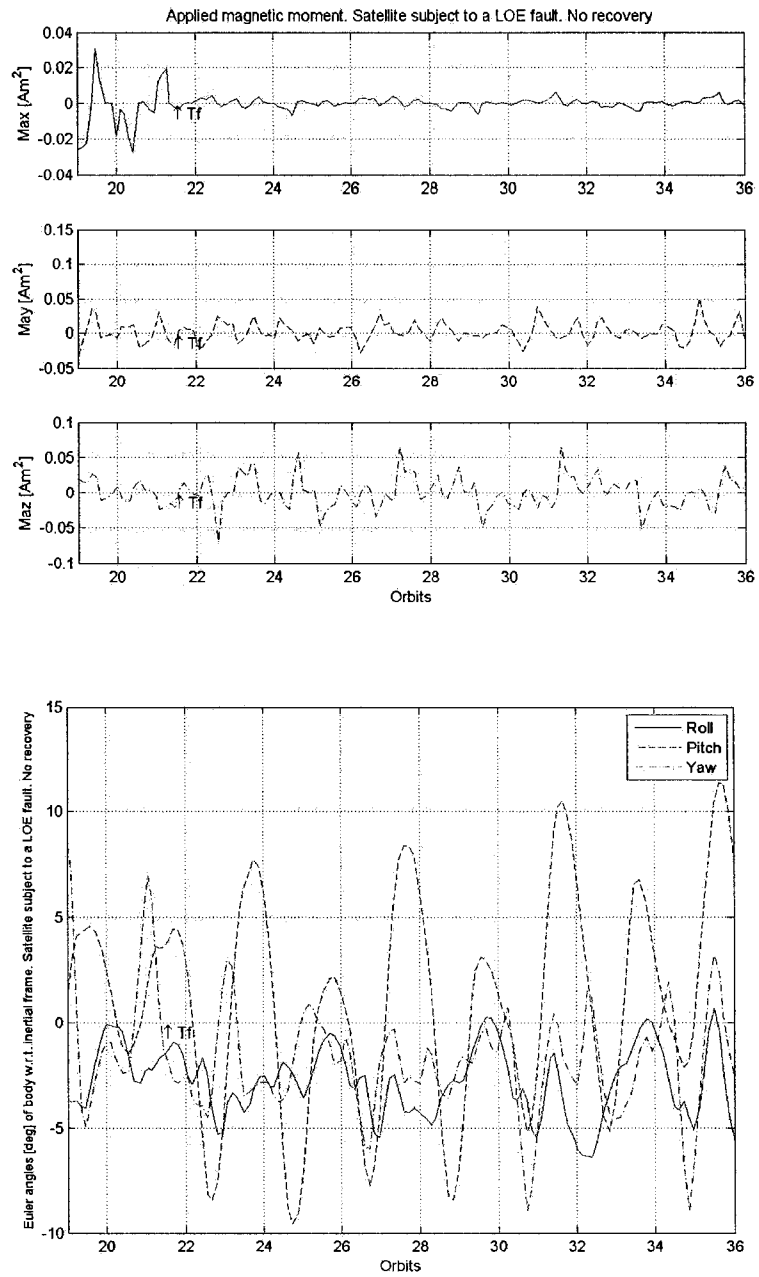 Applied magnetic moment. Satellite subject to a LOE fault. No recovery
Max [Am²]
0.04
0.02
0
-0.02
-0.04
↑ Tf
20 22 24 26 28 30 32 34 36
May [Am²]
0.15
0.1
0.05
0
-0.05
↑ Tf
20 22 24 26 28 30 32 34 36
Maz [Am²]
0.1
0.05
0
-0.05
-0.1
↑ Tf
20 22 24 26 28 30 32 34 36
Orbits
Euler angles [deg] of body w.r.t. inertial frame. Satellite subject to a LOE fault. No recovery
15
10
5
0
-5
-10
Roll
Pitch
Yaw
↑ Tf
20 22 24 26 28 30 32 34 36
Orbits